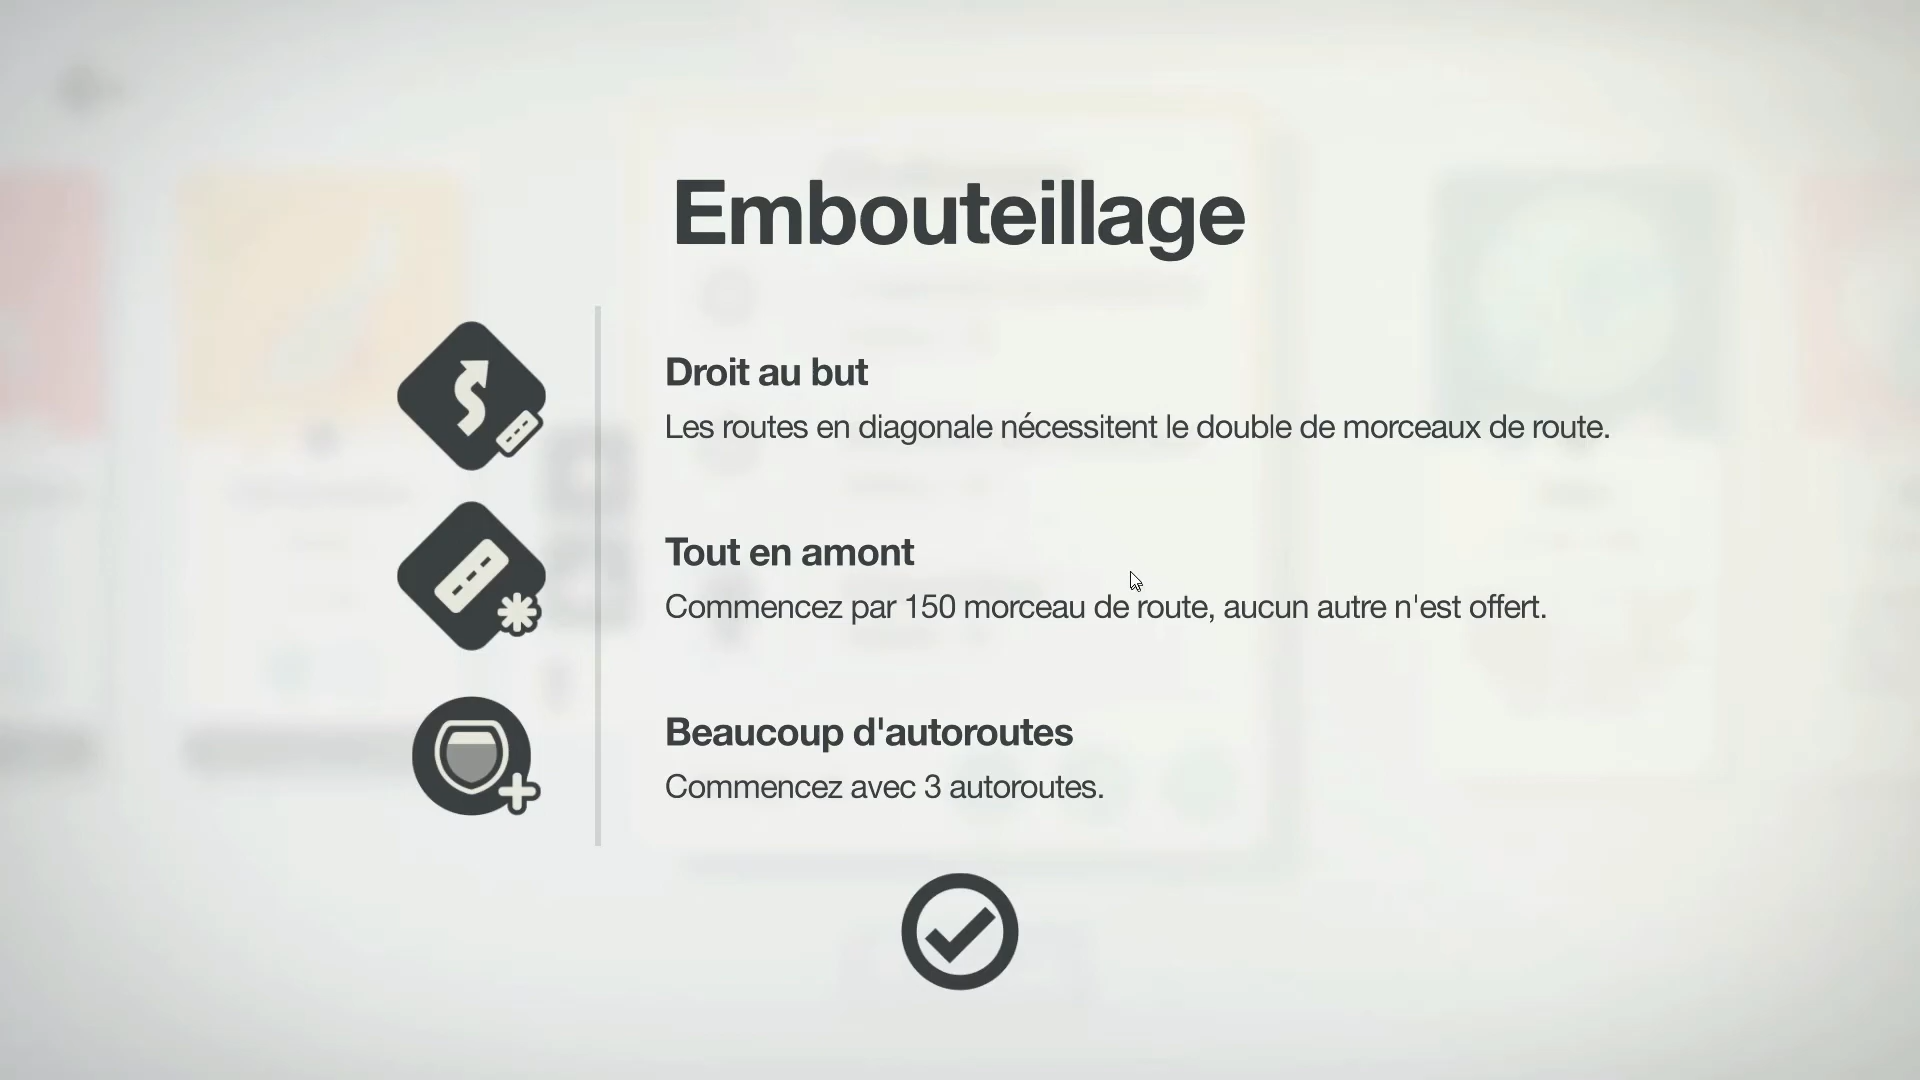 Embouteillage
Droit au but
Les routes en diagonale nécessitent le double de morceaux de route.
Tout en amont
Commencez par 150 morceau de route, aucun autre n'est offert.
Beaucoup d'autoroutes
Commencez avec 3 autoroutes.